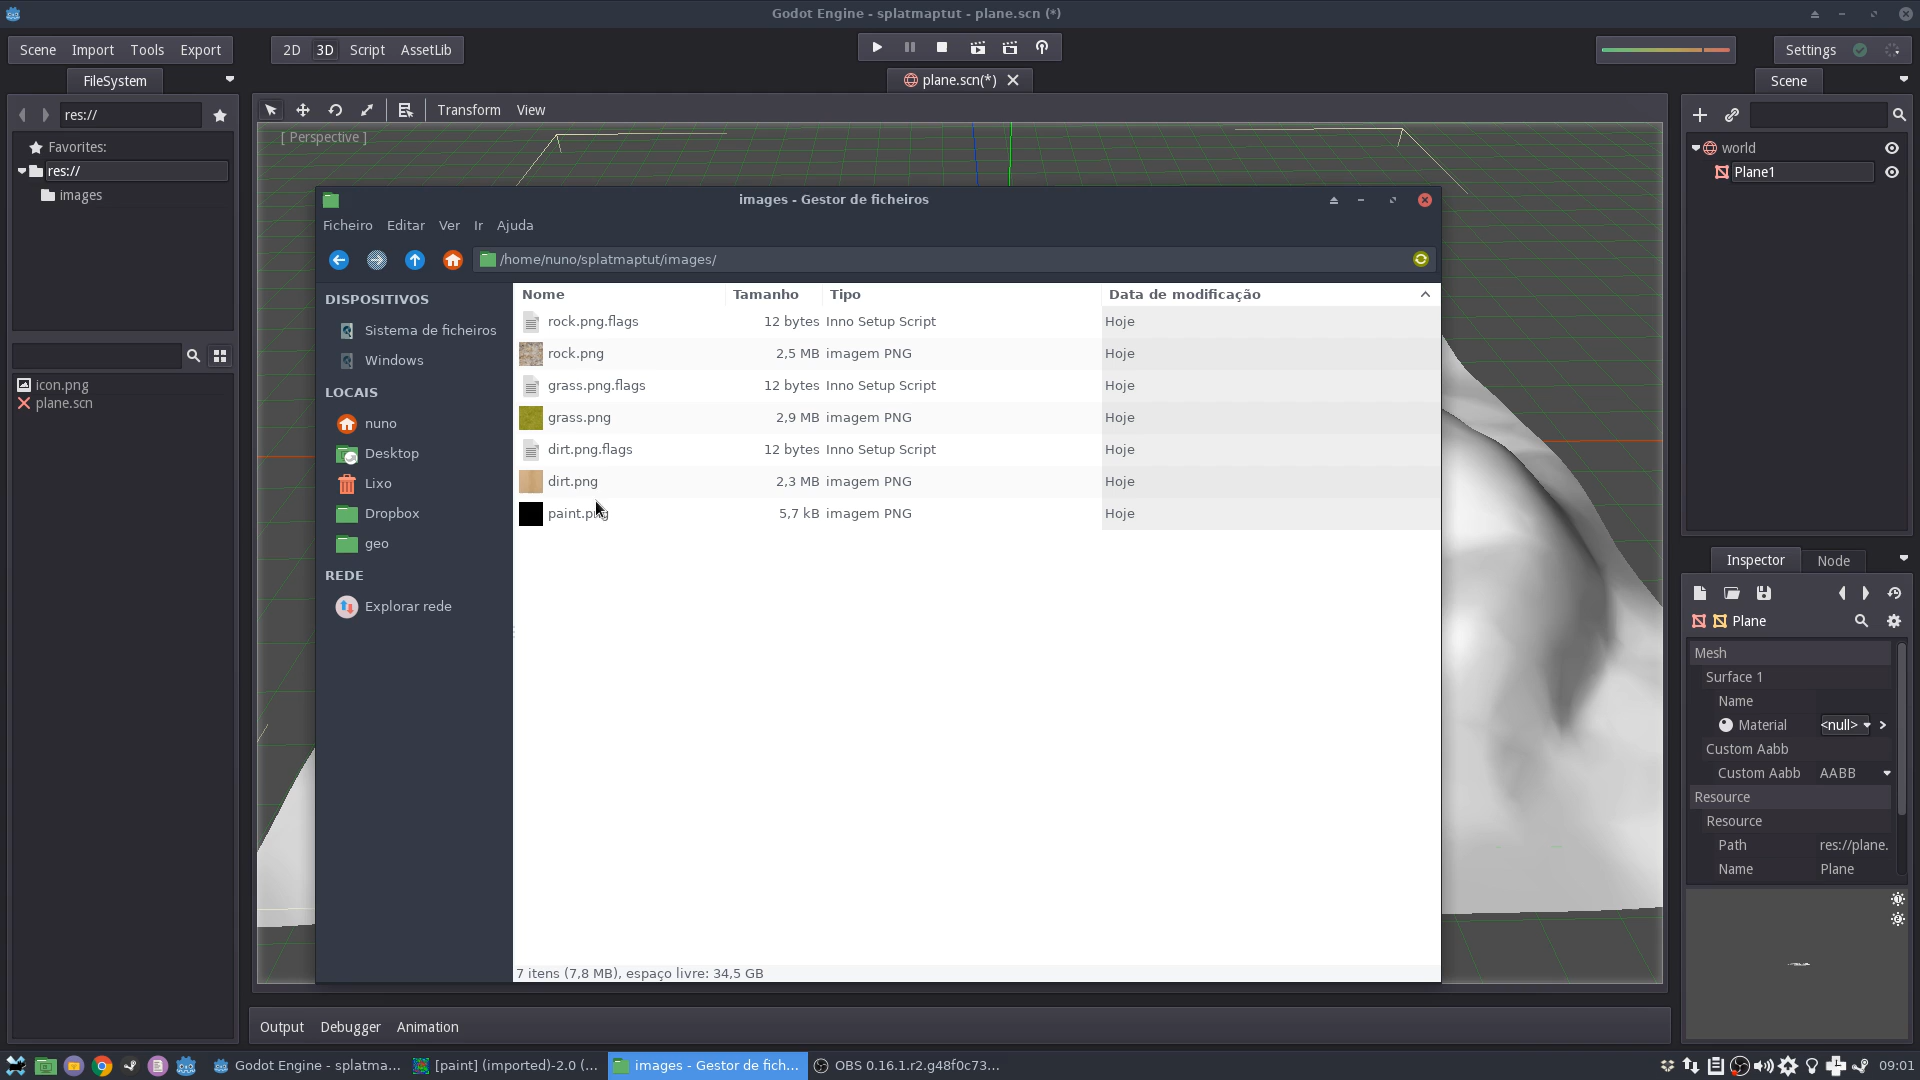 Godot Engine - splatmaptut - plane.scn (*)
Scene Import Tools Export 2D 3D Script AssetLib Settings
FileSystem plane.scn(*) Scene
res:// Transform View
[ Perspective ]
Favorites:
res://
images
icon.png
plane.scn
images - Gestor de ficheiros
Ficheiro Editar Ver Ir Ajuda
/home/nuno/splatmaptut/images/
DISPOSITIVOS
Sistema de ficheiros
Windows
LOCAIS
nuno
Desktop
Lixo
Dropbox
geo
REDE
Explorar rede
Nome Tamanho Tipo Data de modificação
rock.png.flags 12 bytes Inno Setup Script Hoje
rock.png 2,5 MB imagem PNG Hoje
grass.png.flags 12 bytes Inno Setup Script Hoje
grass.png 2,9 MB imagem PNG Hoje
dirt.png.flags 12 bytes Inno Setup Script Hoje
dirt.png 2,3 MB imagem PNG Hoje
paint.png 5,7 kB imagem PNG Hoje
7 itens (7,8 MB), espaço livre: 34,5 GB
world
Plane1
Inspector Node
Plane
Mesh
Surface 1
Name
Material <null>
Custom Aabb
Custom Aabb AABB
Resource
Resource
Path res://plane.
Name Plane
Output Debugger Animation
Godot Engine - splatma... [paint] (imported)-2.0 (... images - Gestor de fich... OBS 0.16.1.r2.g48f0c73... 09:01